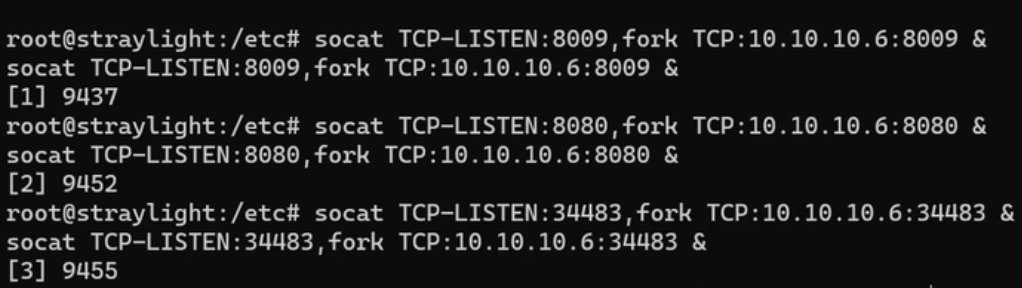 root@straylight:/etc# socat TCP-LISTEN:8009,fork TCP:10.10.10.6:8009 &
socat TCP-LISTEN:8009,fork TCP:10.10.10.6:8009 &
[1] 9437
root@straylight:/etc# socat TCP-LISTEN:8080,fork TCP:10.10.10.6:8080 &
socat TCP-LISTEN:8080,fork TCP:10.10.10.6:8080 &
[2] 9452
root@straylight:/etc# socat TCP-LISTEN:34483,fork TCP:10.10.10.6:34483 &
socat TCP-LISTEN:34483,fork TCP:10.10.10.6:34483 &
[3] 9455